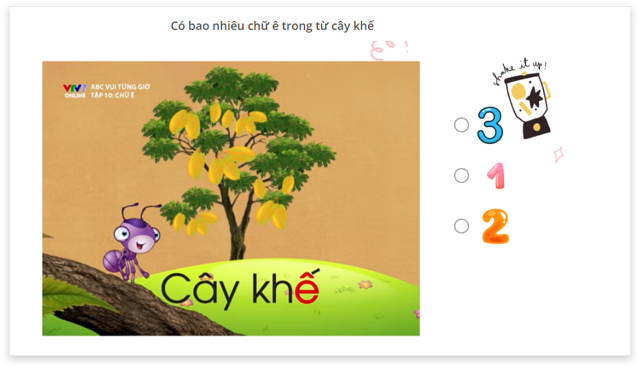 Có bao nhiêu chữ ê trong từ cây khế
VTV7
ONLINE
ABC VUI TỪNG GIỜ
TẬP 10: CHỮ Ê
shake it up!
3
1
2
Cây khế